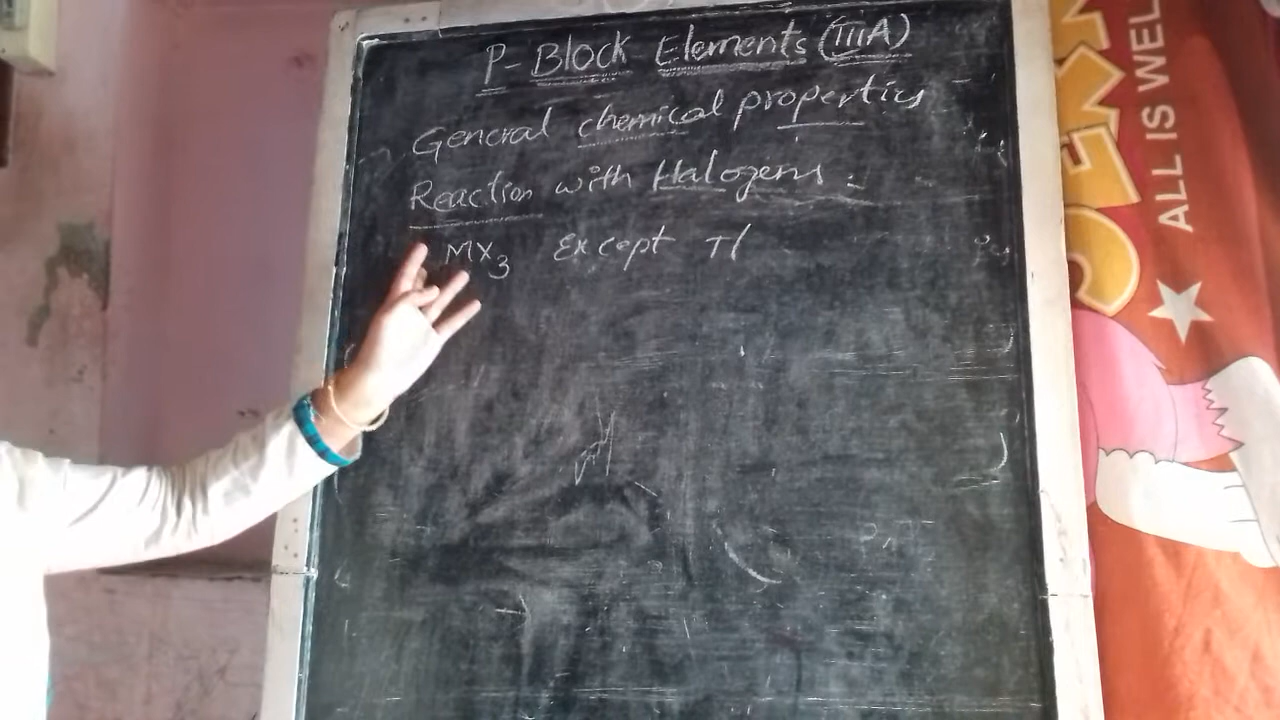 P-Block Elements (IIIA)
General chemical properties
Reaction with Halogens :
MX3 Except Tl
ALL IS WEL